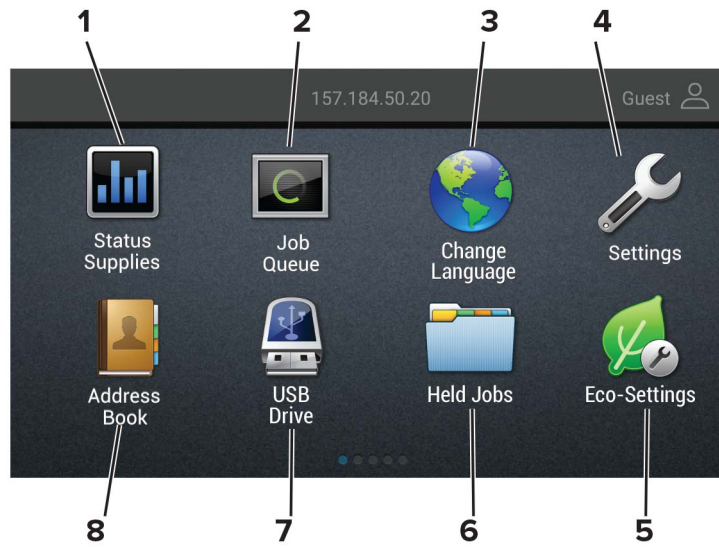 1 2 3 4
157.184.50.20 Guest
Status
Supplies
Job
Queue
Change
Language
Settings
Address
Book
USB
Drive
Held Jobs
Eco-Settings
8 7 6 5